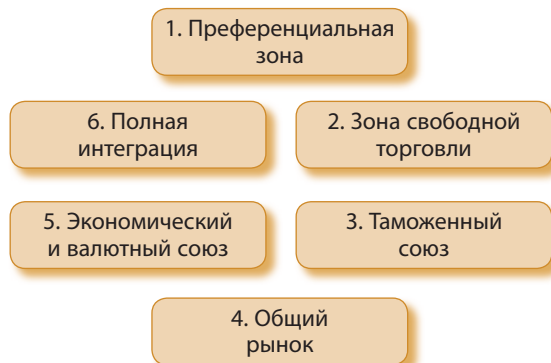 1. Преференциальная
зона
6. Полная
интеграция
2. Зона свободной
торговли
5. Экономический
и валютный союз
3. Таможенный
союз
4. Общий
рынок